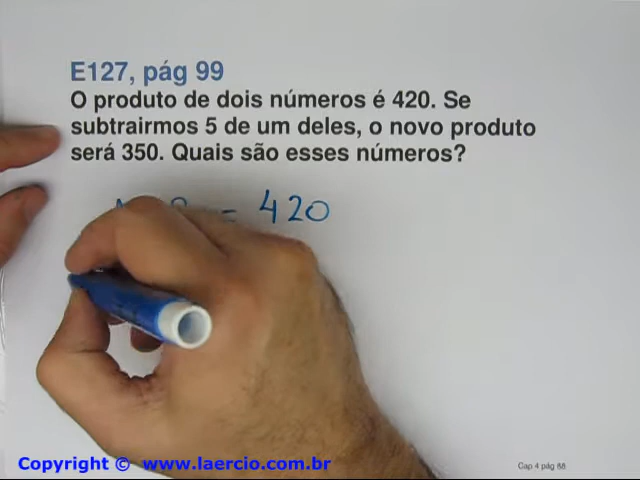 E127, pág 99
O produto de dois números é 420. Se
subtrairmos 5 de um deles, o novo produto
será 350. Quais são esses números?
= 420
Copyright © www.laercio.com.br
Cap 4 pág 68